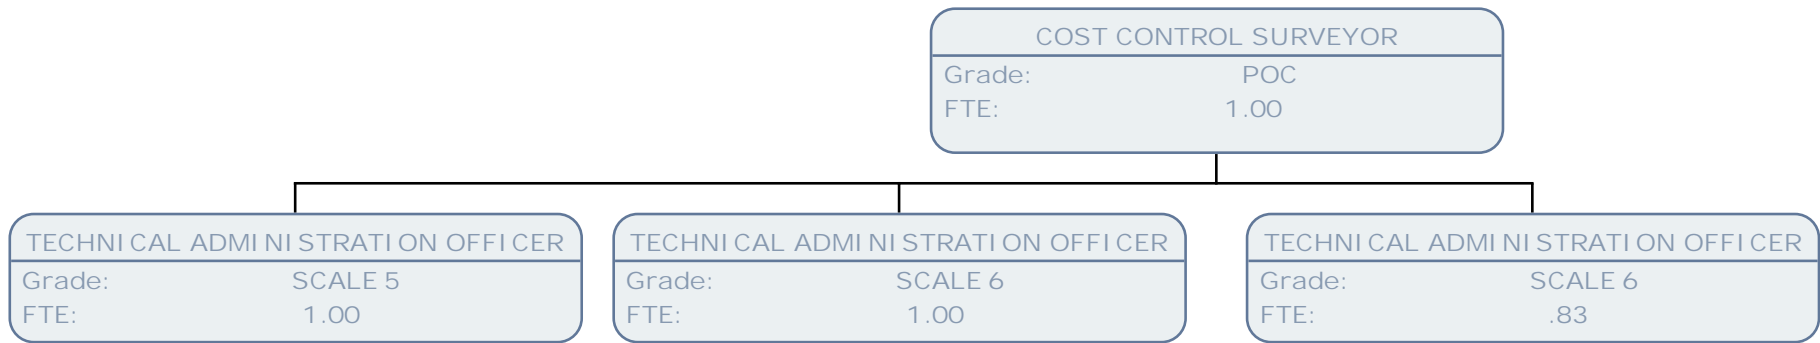 COST CONTROL SURVEYOR
Grade: POC
FTE: 1.00
TECHNICAL ADMINISTRATION OFFICER
Grade: SCALE 5
FTE: 1.00
TECHNICAL ADMINISTRATION OFFICER
Grade: SCALE 6
FTE: 1.00
TECHNICAL ADMINISTRATION OFFICER
Grade: SCALE 6
FTE: .83